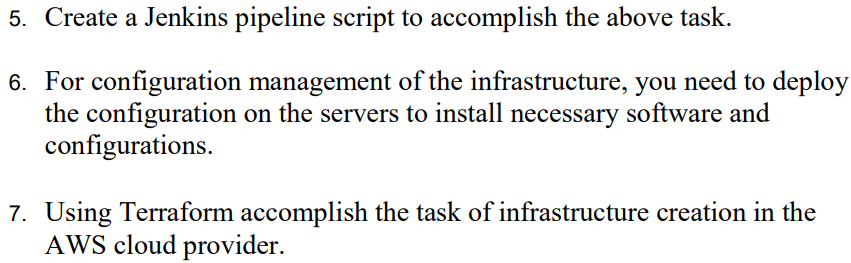 5. Create a Jenkins pipeline script to accomplish the above task.
6. For configuration management of the infrastructure, you need to deploy
the configuration on the servers to install necessary software and
configurations.
7. Using Terraform accomplish the task of infrastructure creation in the
AWS cloud provider.